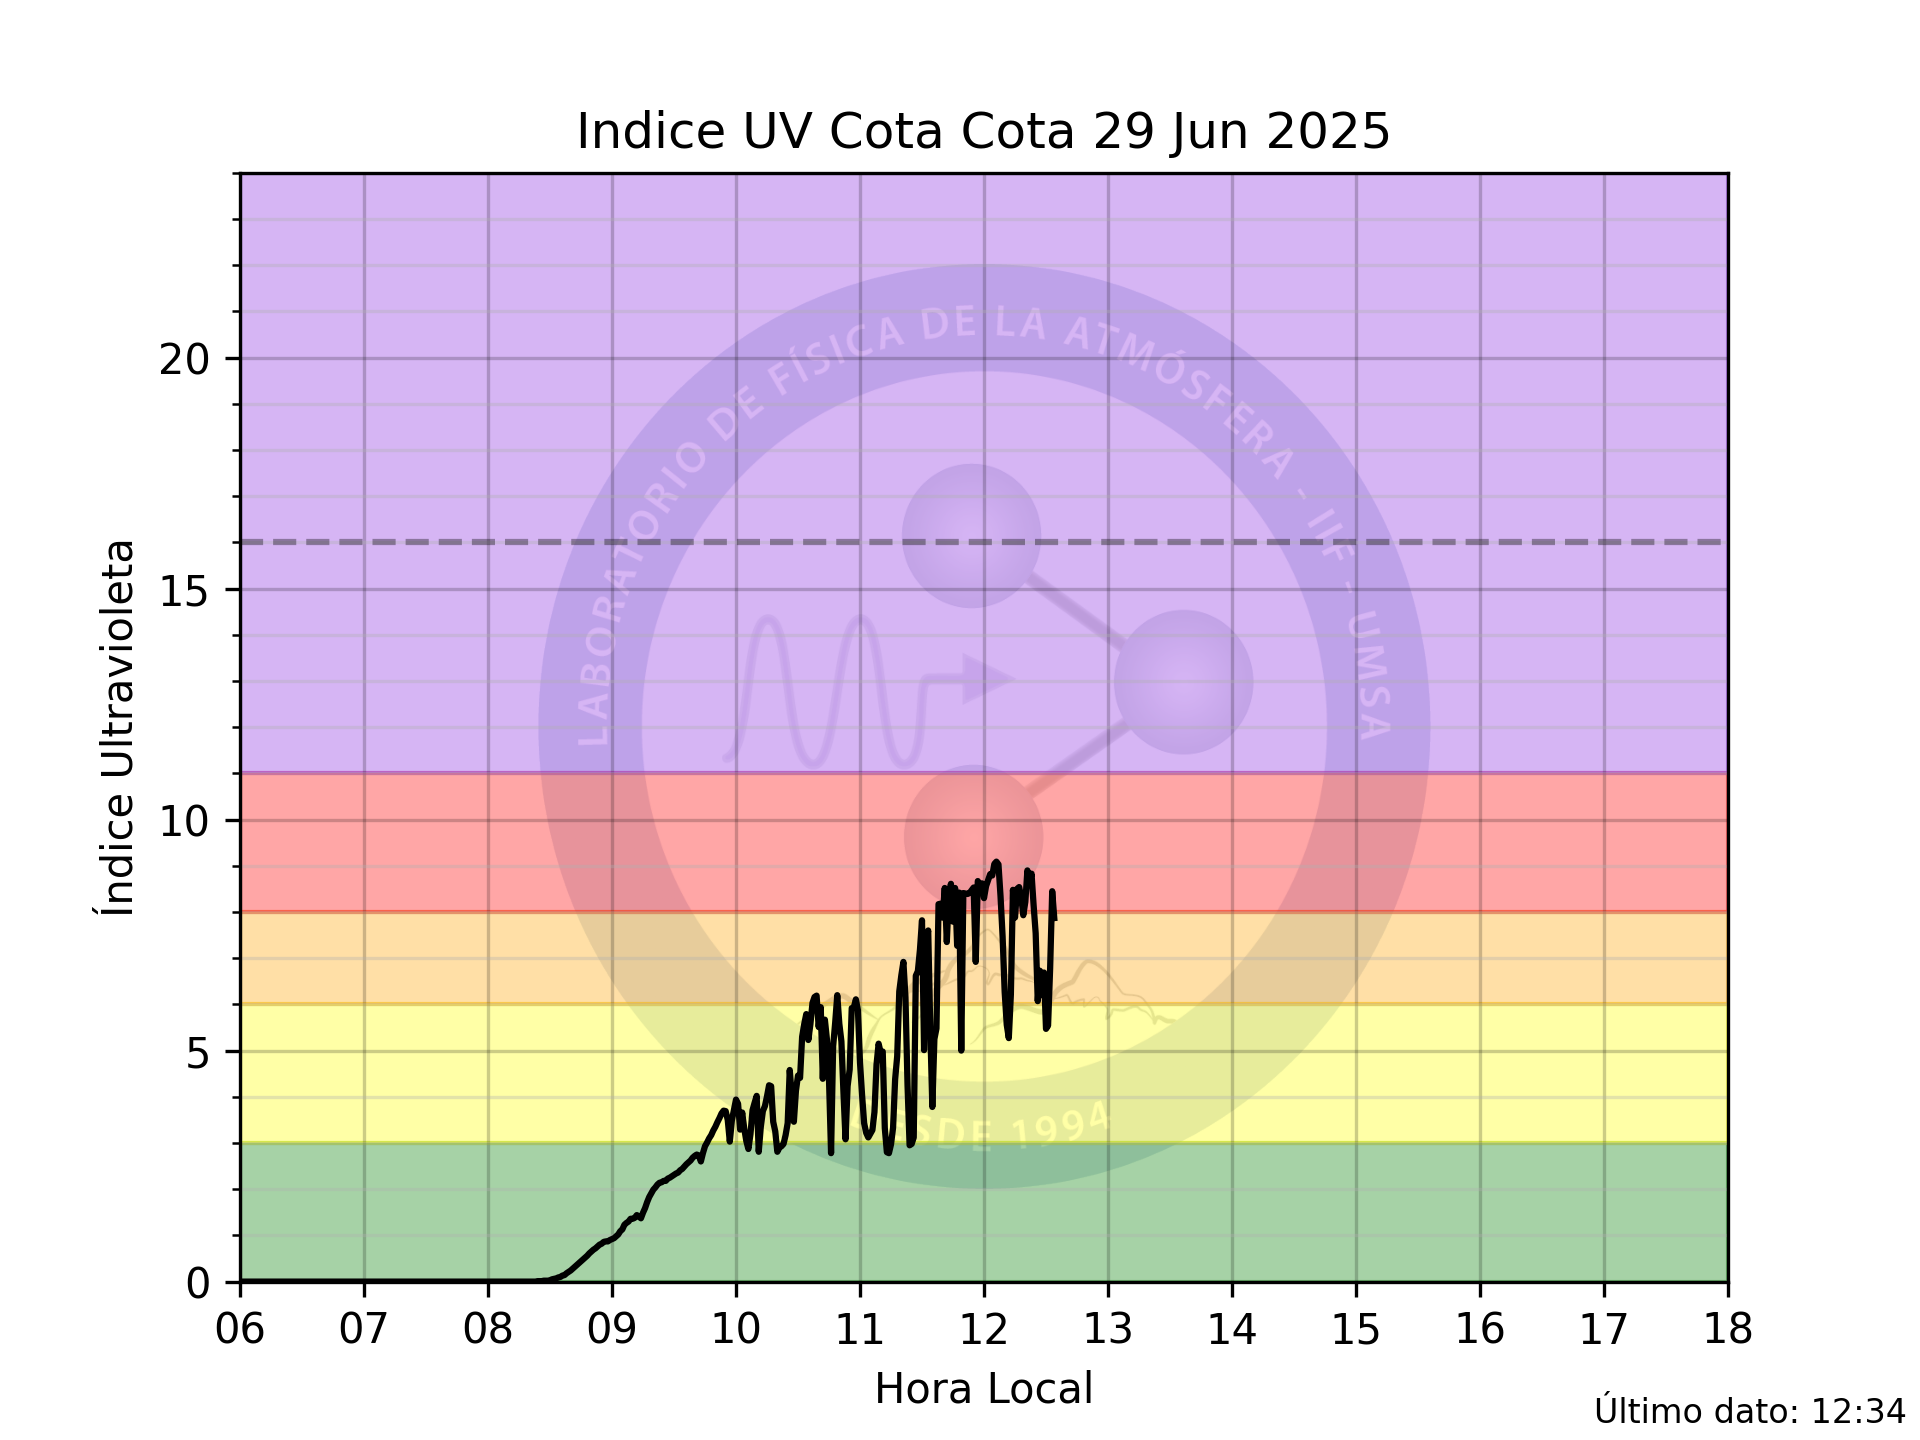 Indice UV Cota Cota 29 Jun 2025
Índice Ultravioleta
20
15
10
5
0
LABORATORIO DE FÍSICA DE LA ATMÓSFERA - IIF - UMSA
DESDE 1994
06 07 08 09 10 11 12 13 14 15 16 17 18
Hora Local
Último dato: 12:34